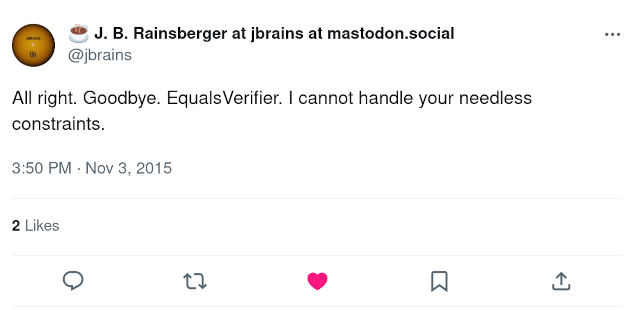 ☕ J. B. Rainsberger at jbrains at mastodon.social
@jbrains
All right. Goodbye. EqualsVerifier. I cannot handle your needless
constraints.
3:50 PM · Nov 3, 2015
2 Likes